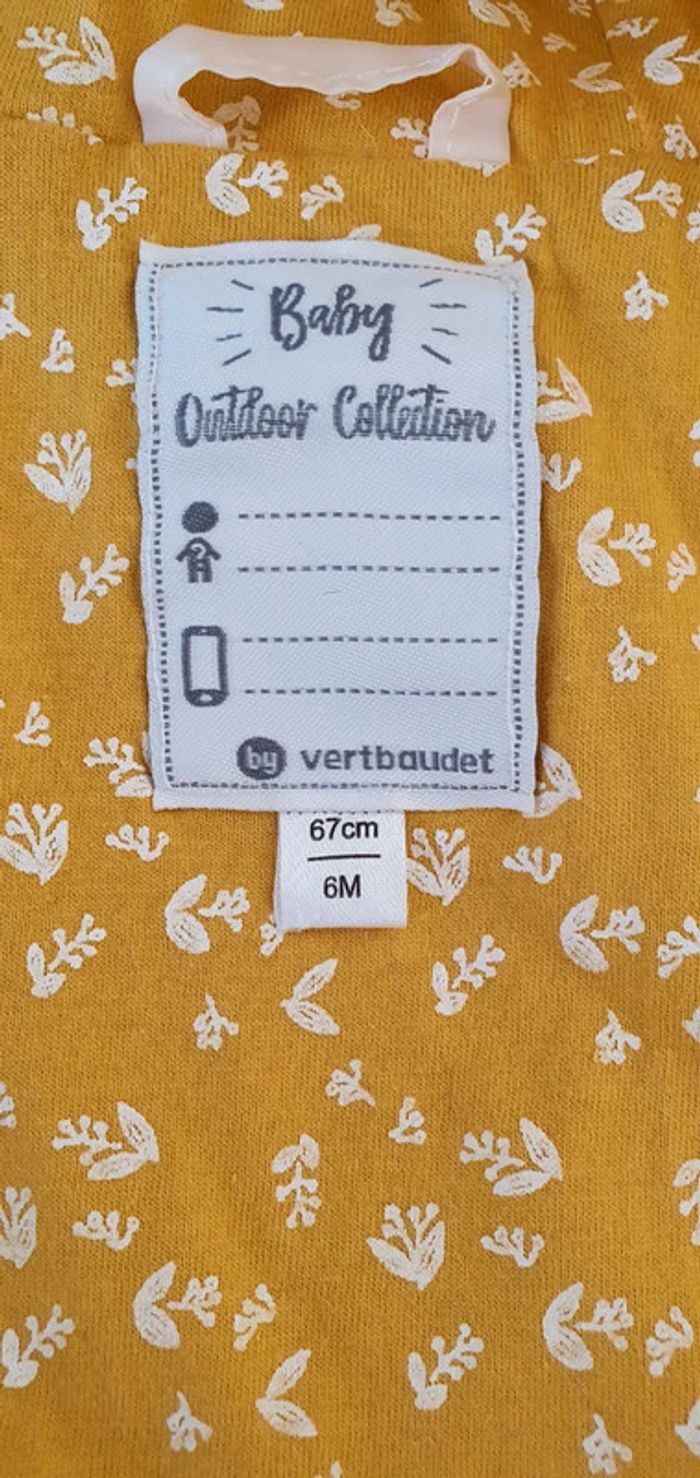 Baby
Outdoor Collection
by vertbaudet
67cm
6M